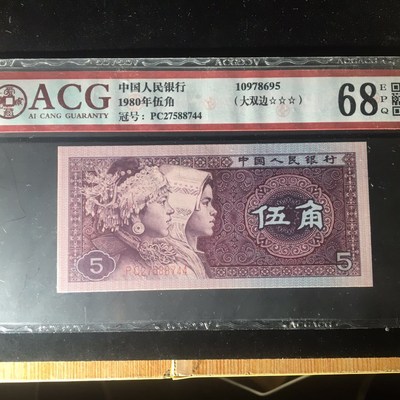 ACG
AI CANG GUARANTY
中国人民银行
1980年伍角
冠号: PC27588744
10978695
(大双边☆☆☆)
68
EPQ
中国人民银行
伍角
5
PC27588744
5